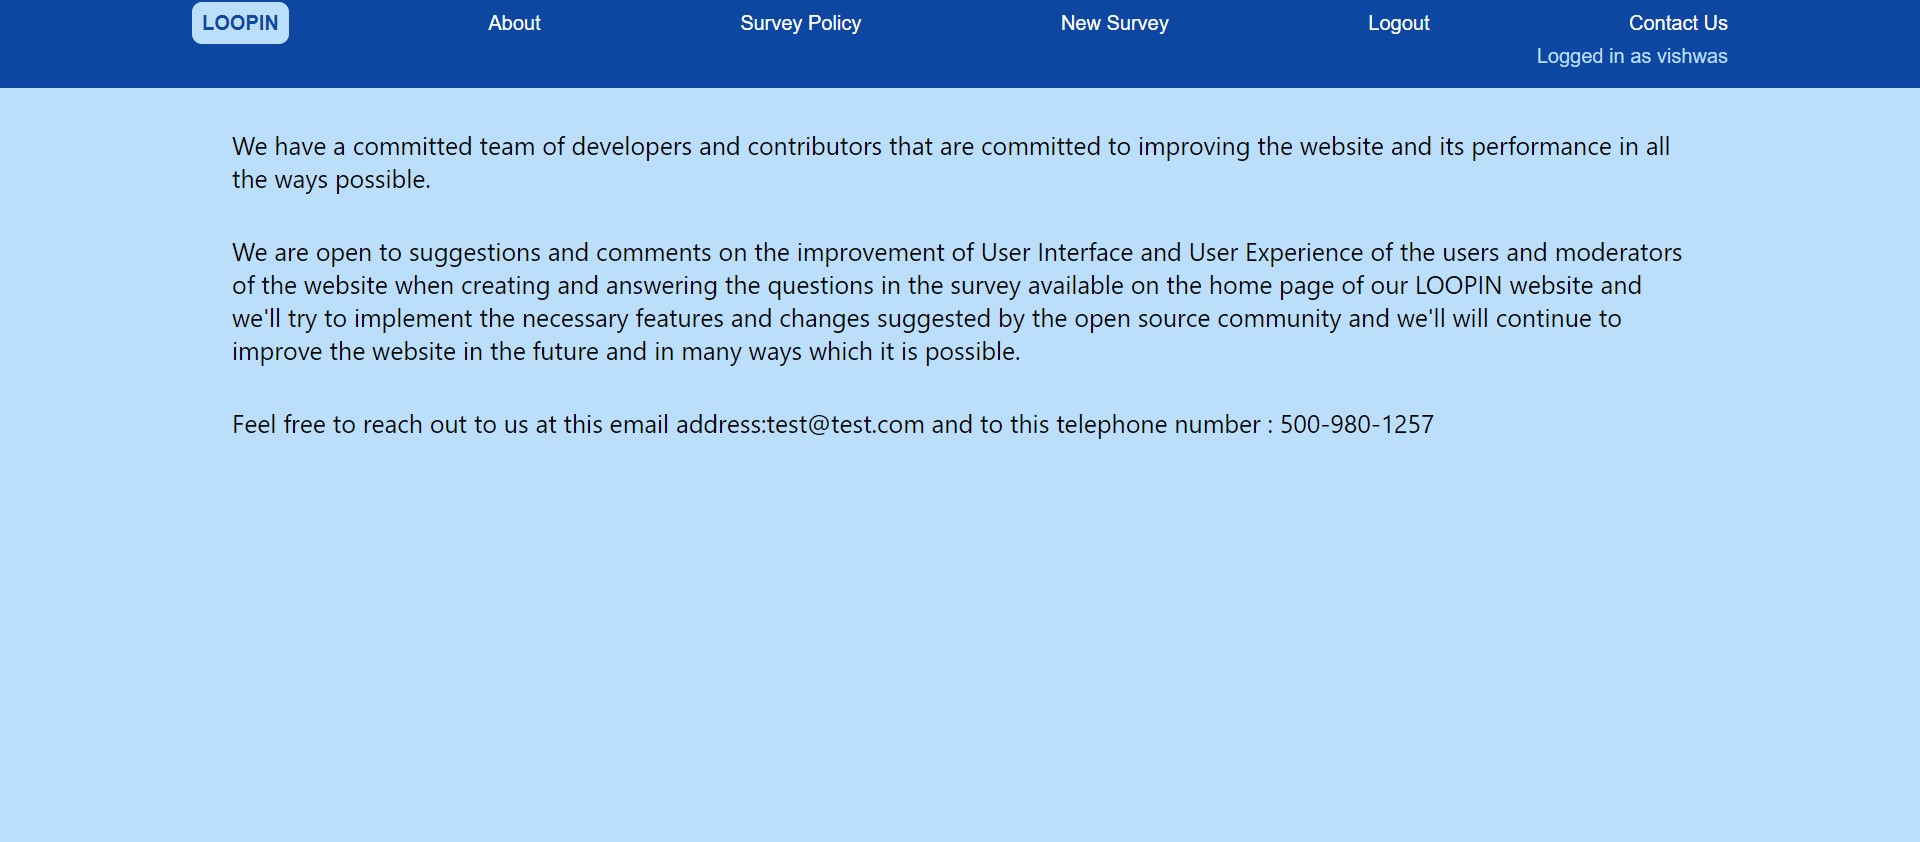 LOOPIN About Survey Policy New Survey Logout Contact Us
Logged in as vishwas
We have a committed team of developers and contributors that are committed to improving the website and its performance in all
the ways possible.
We are open to suggestions and comments on the improvement of User Interface and User Experience of the users and moderators
of the website when creating and answering the questions in the survey available on the home page of our LOOPIN website and
we'll try to implement the necessary features and changes suggested by the open source community and we'll will continue to
improve the website in the future and in many ways which it is possible.
Feel free to reach out to us at this email address:test@test.com and to this telephone number : 500-980-1257